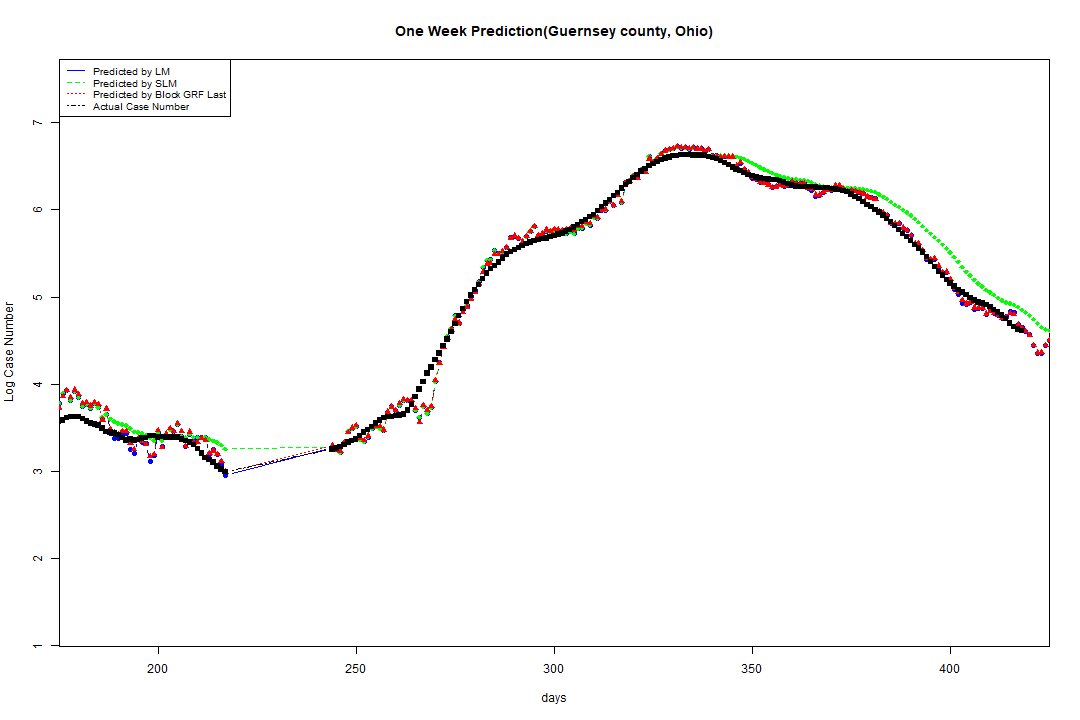 One Week Prediction(Guernsey county, Ohio)
Predicted by LM
Predicted by SLM
Predicted by Block GRF Last
Actual Case Number
Log Case Number
7
6
5
4
3
2
1
200 250 300 350 400
days